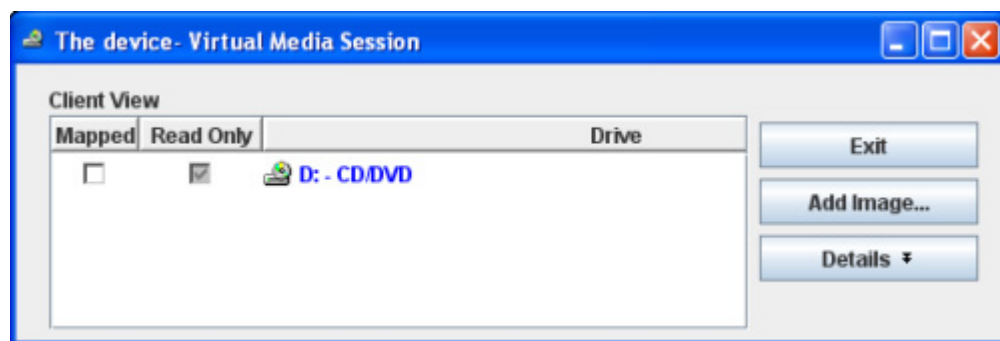 The device- Virtual Media Session
Client View
Mapped Read Only Drive
D: - CD/DVD
Exit
Add Image...
Details